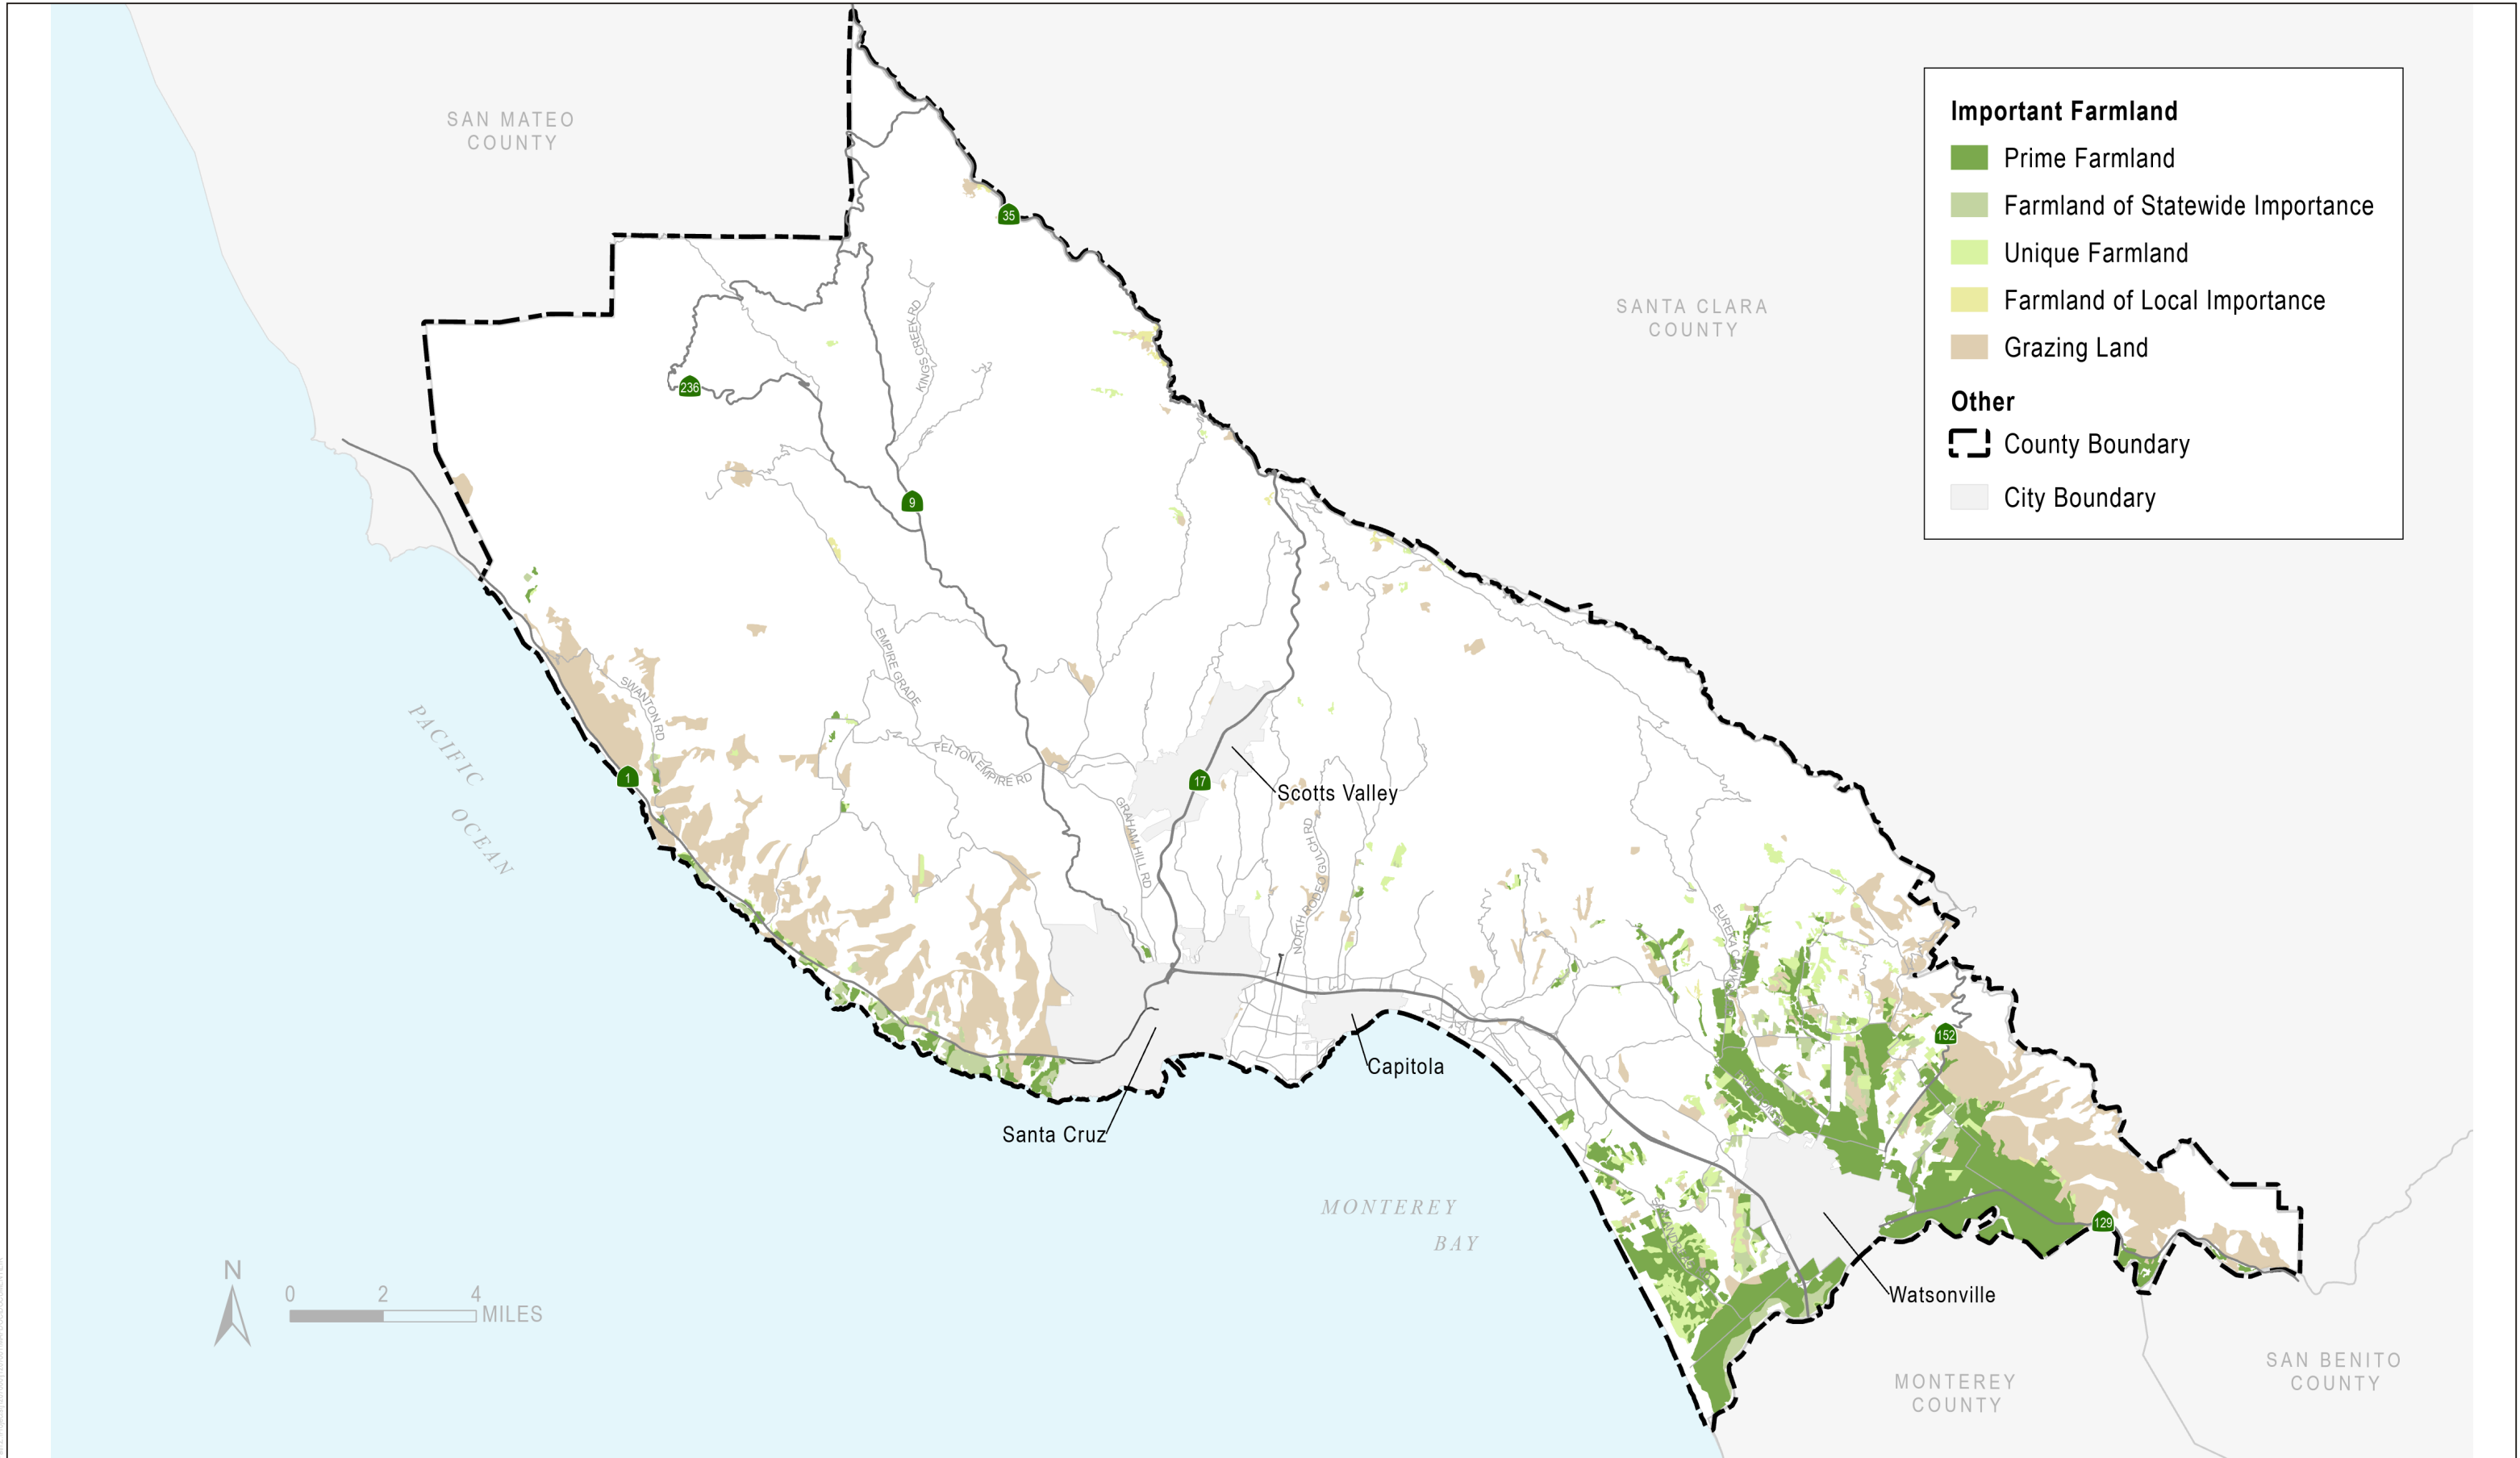 SAN MATEO
COUNTY
SANTA CLARA
COUNTY
Important Farmland
Prime Farmland
Farmland of Statewide Importance
Unique Farmland
Farmland of Local Importance
Grazing Land
Other
County Boundary
City Boundary
35
236
9
KINGS CREEK RD
EMPIRE GRADE
SWANTON RD
FELTON EMPIRE RD
GRAHAM HILL RD
NORTH RODEO GULCH RD
1
17
Scotts Valley
PACIFIC
OCEAN
152
Capitola
Santa Cruz
MONTEREY
BAY
129
Watsonville
N
0 2 4
MILES
MONTEREY
COUNTY
SAN BENITO
COUNTY